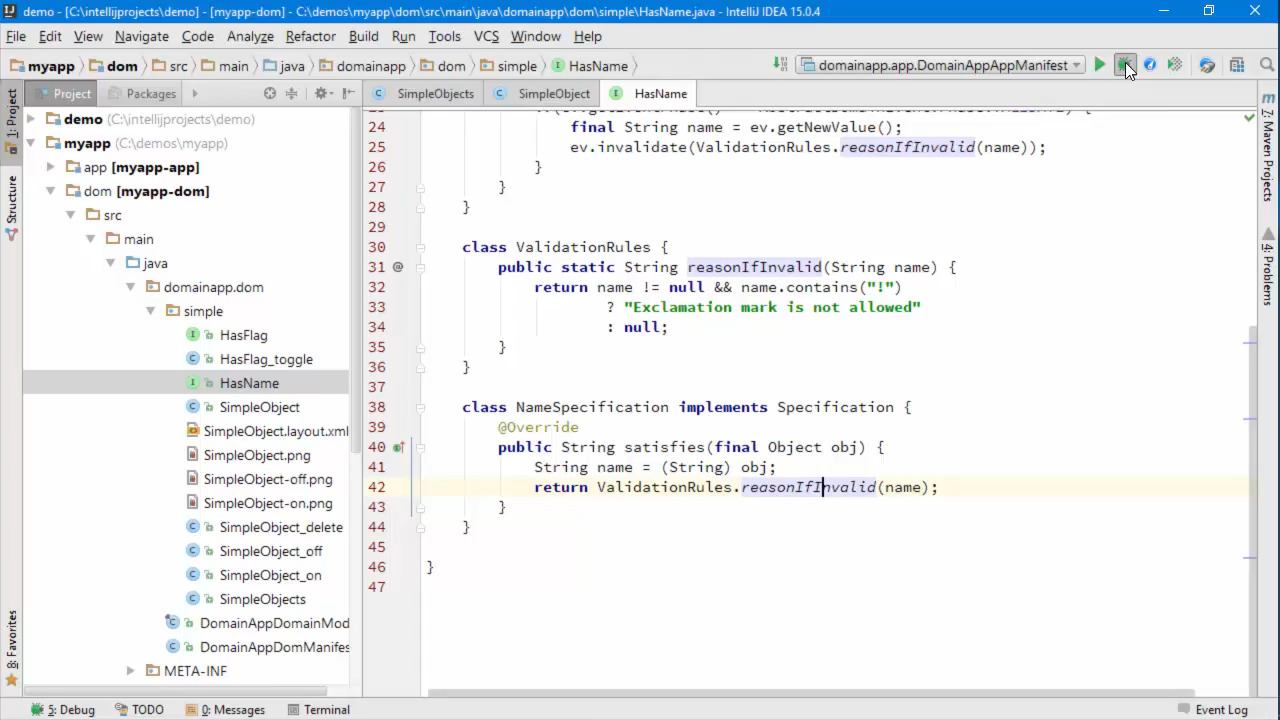 demo - [C:\intellijprojects\demo] - [myapp-dom] - C:\demos\myapp\dom\src\main\java\domainapp\dom\simple\HasName.java - IntelliJ IDEA 15.0.4
File Edit View Navigate Code Analyze Refactor Build Run Tools VCS Window Help
myapp dom src main java domainapp dom simple HasName domainapp.app.DomainAppAppManifest
Project Packages
SimpleObjects SimpleObject HasName
1: Project
Structure
8: Favorites
demo (C:\intellijprojects\demo)
myapp (C:\demos\myapp)
app [myapp-app]
dom [myapp-dom]
src
main
java
domainapp.dom
simple
HasFlag
HasFlag_toggle
HasName
SimpleObject
SimpleObject.layout.xml
SimpleObject.png
SimpleObject-off.png
SimpleObject-on.png
SimpleObject_delete
SimpleObject_off
SimpleObject_on
SimpleObjects
DomainAppDomainMod
DomainAppDomManifes
META-INF
24 final String name = ev.getNewValue();
25 ev.invalidate(ValidationRules.reasonIfInvalid(name));
26 }
27 }
28 }
29
30 class ValidationRules {
31 @ public static String reasonIfInvalid(String name) {
32 return name != null && name.contains("!")
33 ? "Exclamation mark is not allowed"
34 : null;
35 }
36 }
37
38 class NameSpecification implements Specification {
39 @Override
40 public String satisfies(final Object obj) {
41 String name = (String) obj;
42 return ValidationRules.reasonIfInvalid(name);
43 }
44 }
45
46 }
47
Maven Projects
4: Problems
5: Debug TODO 0: Messages Terminal Event Log